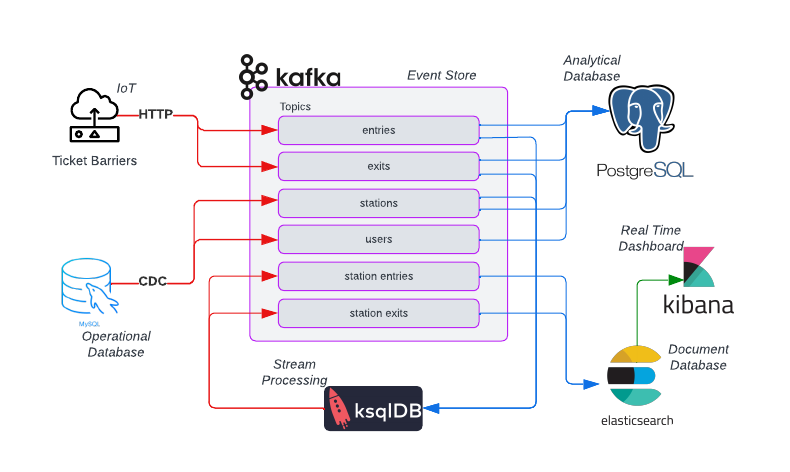 IoT
HTTP
Ticket Barriers
kafka
Event Store
Topics
entries
exits
stations
users
station entries
station exits
Analytical
Database
PostgreSQL
Real Time
Dashboard
kibana
CDC
MySQL
Operational
Database
Stream
Processing
ksqlDB
Document
Database
elasticsearch